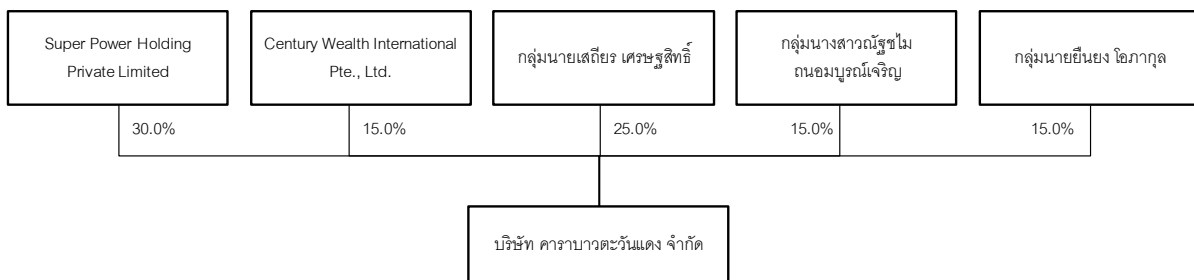 Super Power Holding
Private Limited
Century Wealth International
Pte., Ltd.
กลุ่มนายเสถียร เศรษฐสิทธิ์
กลุ่มนางสาวณัฐชไม
ถนอมบูรณ์เจริญ
กลุ่มนายยืนยง โอภากุล
30.0%
15.0%
25.0%
15.0%
15.0%
บริษัท คาราบาวตะวันแดง จำกัด